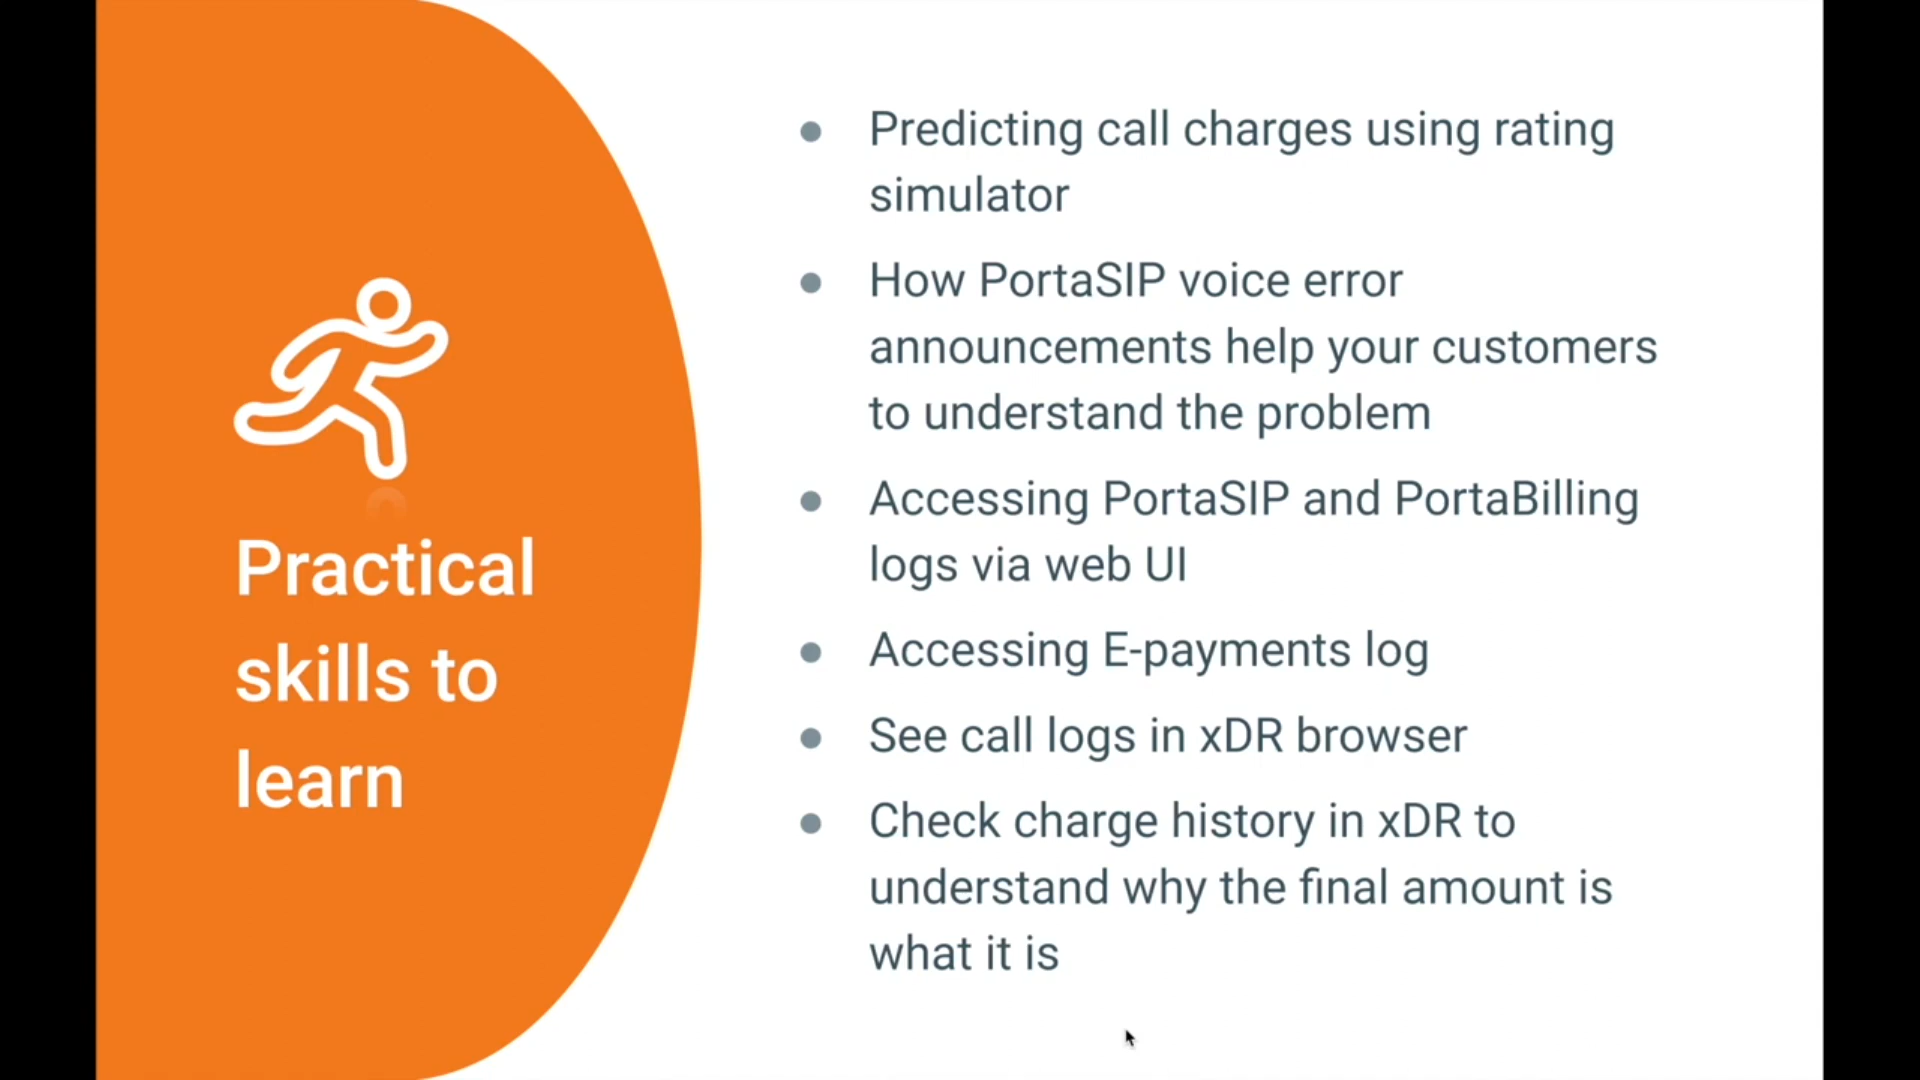 Practical
skills to
learn
Predicting call charges using rating
simulator
How PortaSIP voice error
announcements help your customers
to understand the problem
Accessing PortaSIP and PortaBilling
logs via web UI
Accessing E-payments log
See call logs in xDR browser
Check charge history in xDR to
understand why the final amount is
what it is